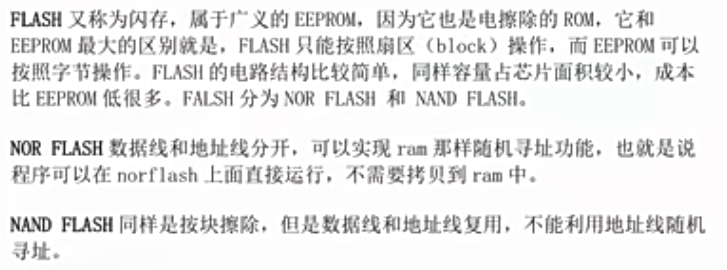 FLASH 又称为闪存，属于广义的 EEPROM，因为它也是电擦除的 ROM，它和
EEPROM 最大的区别就是，FLASH 只能按照扇区（block）操作，而 EEPROM 可以
按照字节操作。FLASH 的电路结构比较简单，同样容量占芯片面积较小，成本
比 EEPROM 低很多。FALSH 分为 NOR FLASH 和 NAND FLASH。
NOR FLASH 数据线和地址线分开，可以实现 ram 那样随机寻址功能，也就是说
程序可以在 norflash 上面直接运行，不需要拷贝到 ram 中。
NAND FLASH 同样是按块擦除，但是数据线和地址线复用，不能利用地址线随机
寻址。